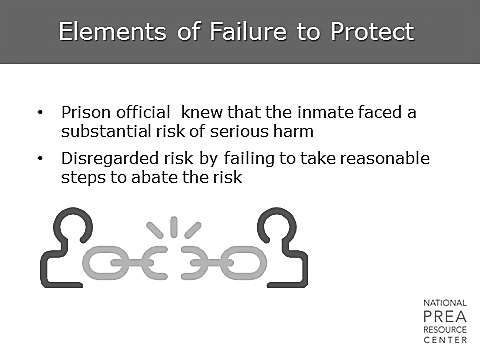 Elements of Failure to Protect
• Prison official knew that the inmate faced a
substantial risk of serious harm
• Disregarded risk by failing to take reasonable
steps to abate the risk
NATIONAL
PREA
RESOURCE
CENTER